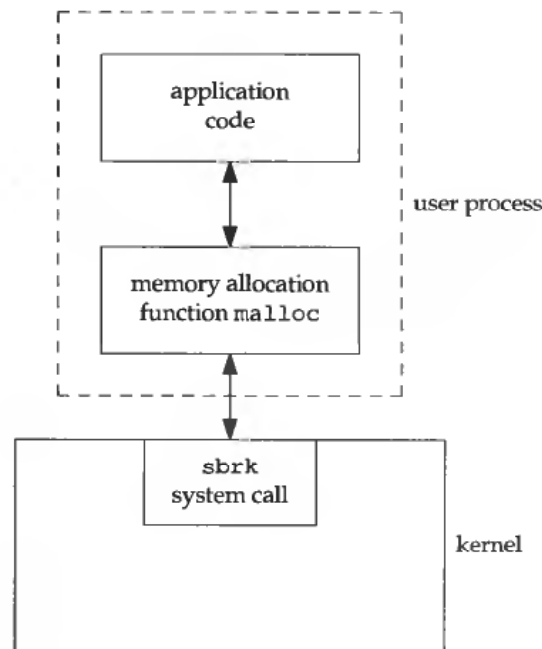 application
code
user process
memory allocation
function malloc
sbrk
system call
kernel